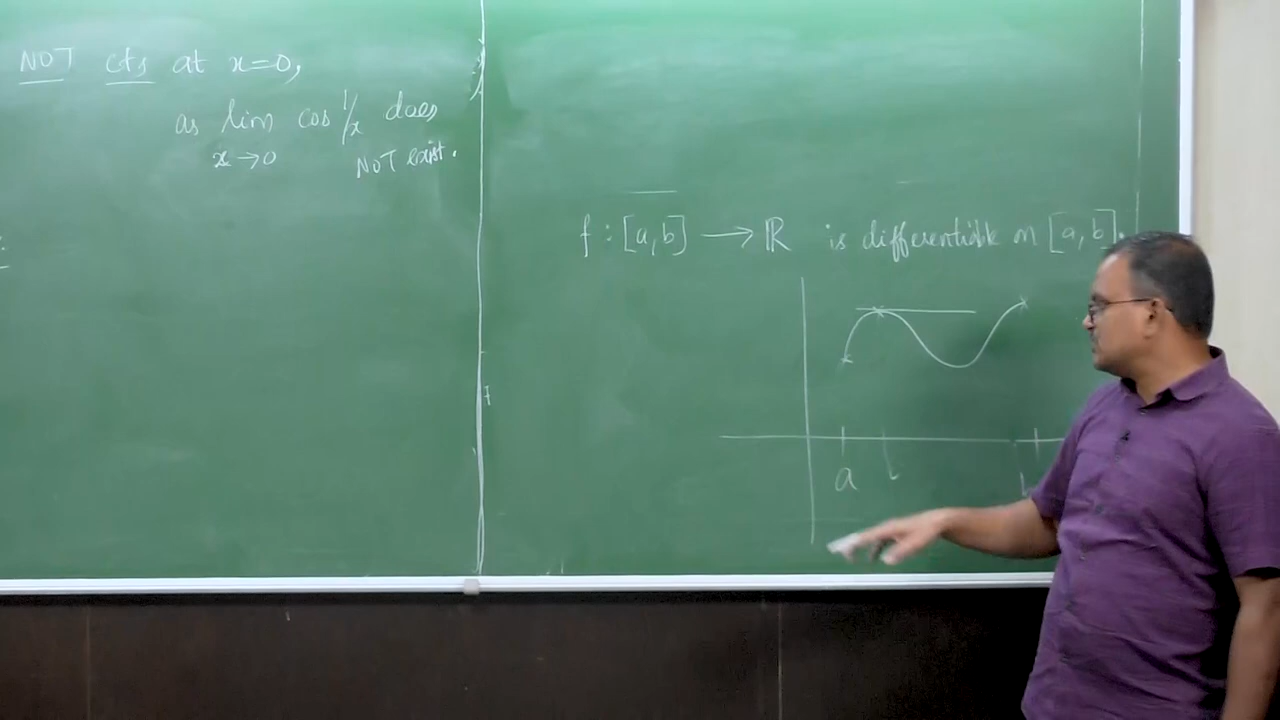 NOT cts at x=0,
as lim cos 1/x does
x→0 NOT exist.
:
f : [a,b] ⟶ ℝ is differentiable on [a,b].
a